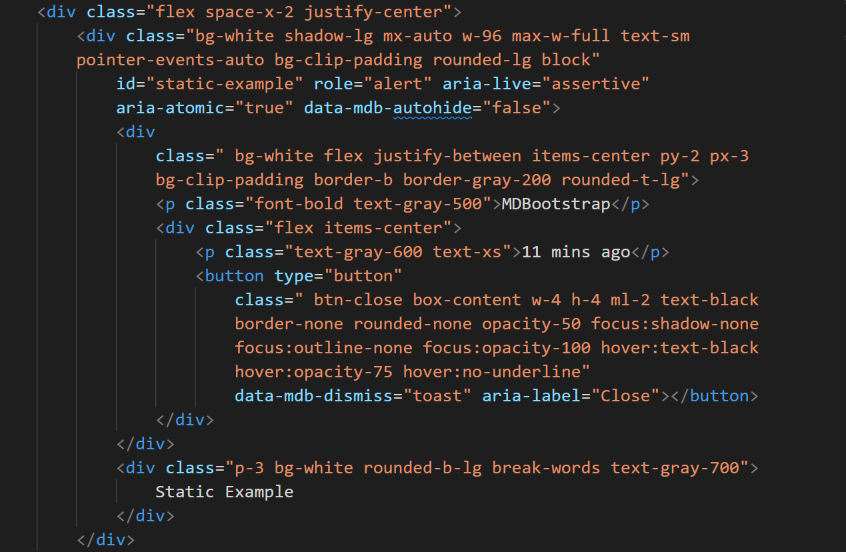 <div class="flex space-x-2 justify-center">
<div class="bg-white shadow-lg mx-auto w-96 max-w-full text-sm
pointer-events-auto bg-clip-padding rounded-lg block"
id="static-example" role="alert" aria-live="assertive"
aria-atomic="true" data-mdb-autohide="false">
<div
class=" bg-white flex justify-between items-center py-2 px-3
bg-clip-padding border-b border-gray-200 rounded-t-lg">
<p class="font-bold text-gray-500">MDBootstrap</p>
<div class="flex items-center">
<p class="text-gray-600 text-xs">11 mins ago</p>
<button type="button"
class=" btn-close box-content w-4 h-4 ml-2 text-black
border-none rounded-none opacity-50 focus:shadow-none
focus:outline-none focus:opacity-100 hover:text-black
hover:opacity-75 hover:no-underline"
data-mdb-dismiss="toast" aria-label="Close"></button>
</div>
</div>
<div class="p-3 bg-white rounded-b-lg break-words text-gray-700">
Static Example
</div>
</div>